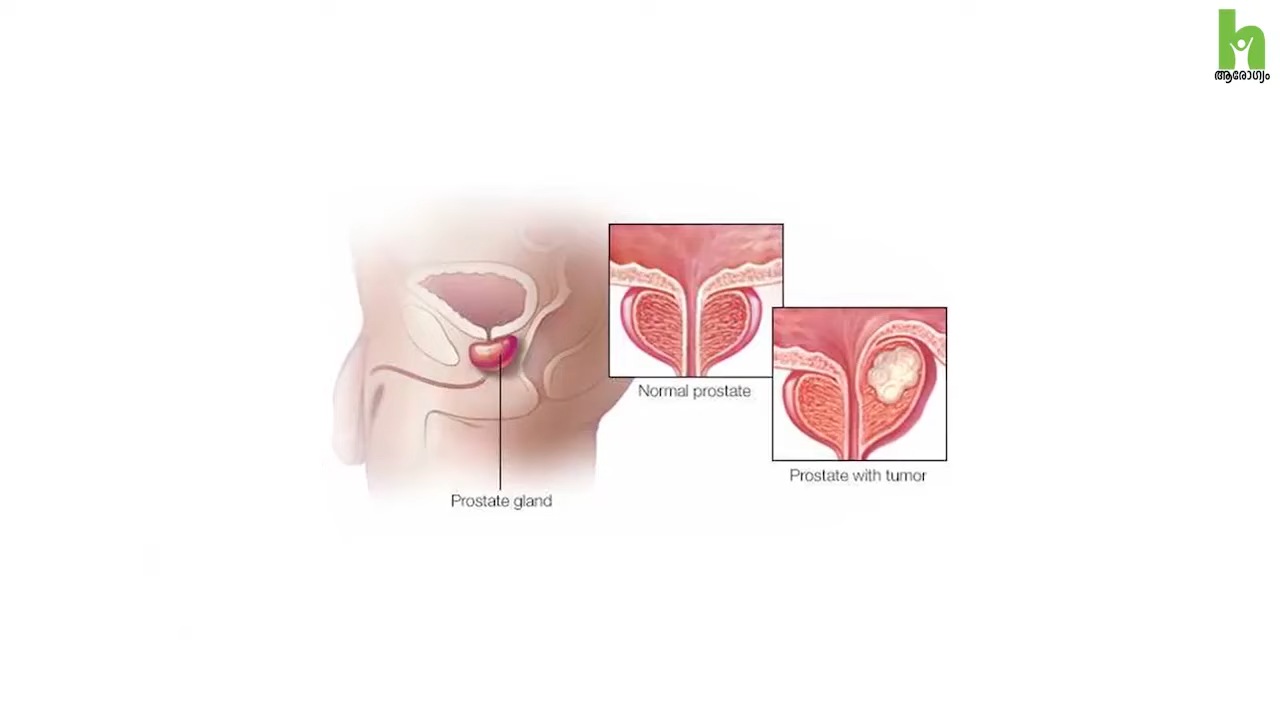 ആരോഗ്യം
Normal prostate
Prostate with tumor
Prostate gland